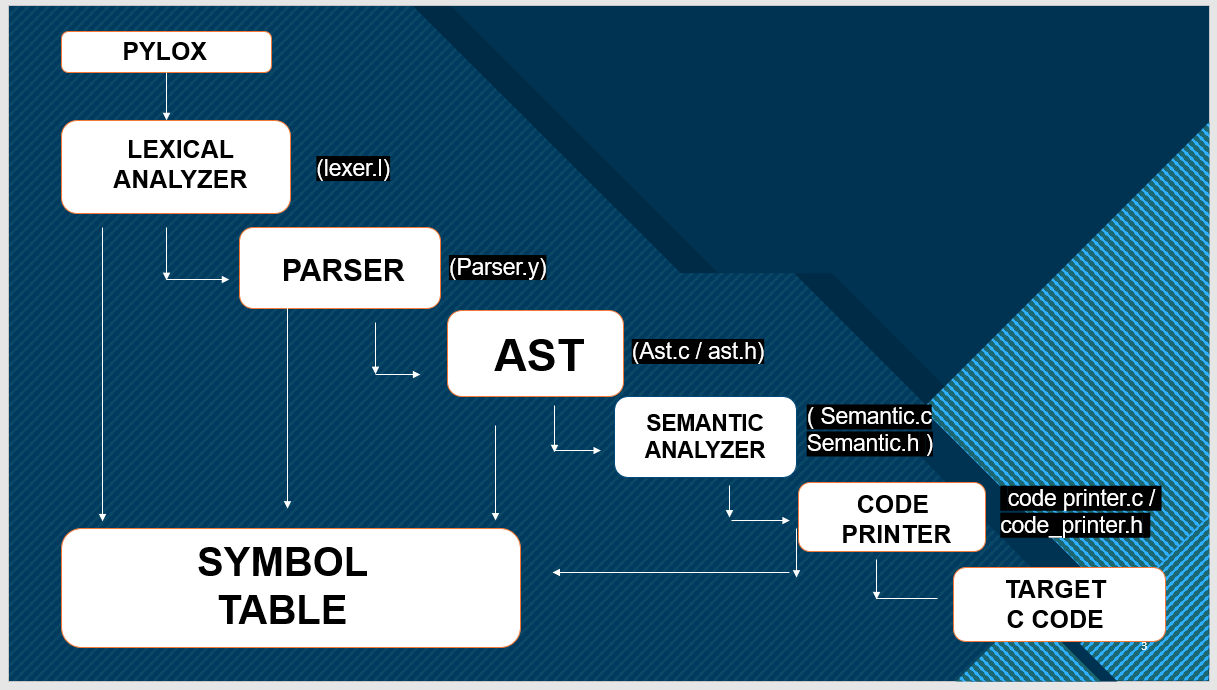 PYLOX
LEXICAL
ANALYZER
(lexer.l)
PARSER
(Parser.y)
AST
(Ast.c / ast.h)
SEMANTIC
ANALYZER
( Semantic.c
Semantic.h )
CODE
PRINTER
code printer.c /
code_printer.h
SYMBOL
TABLE
TARGET
C CODE
3